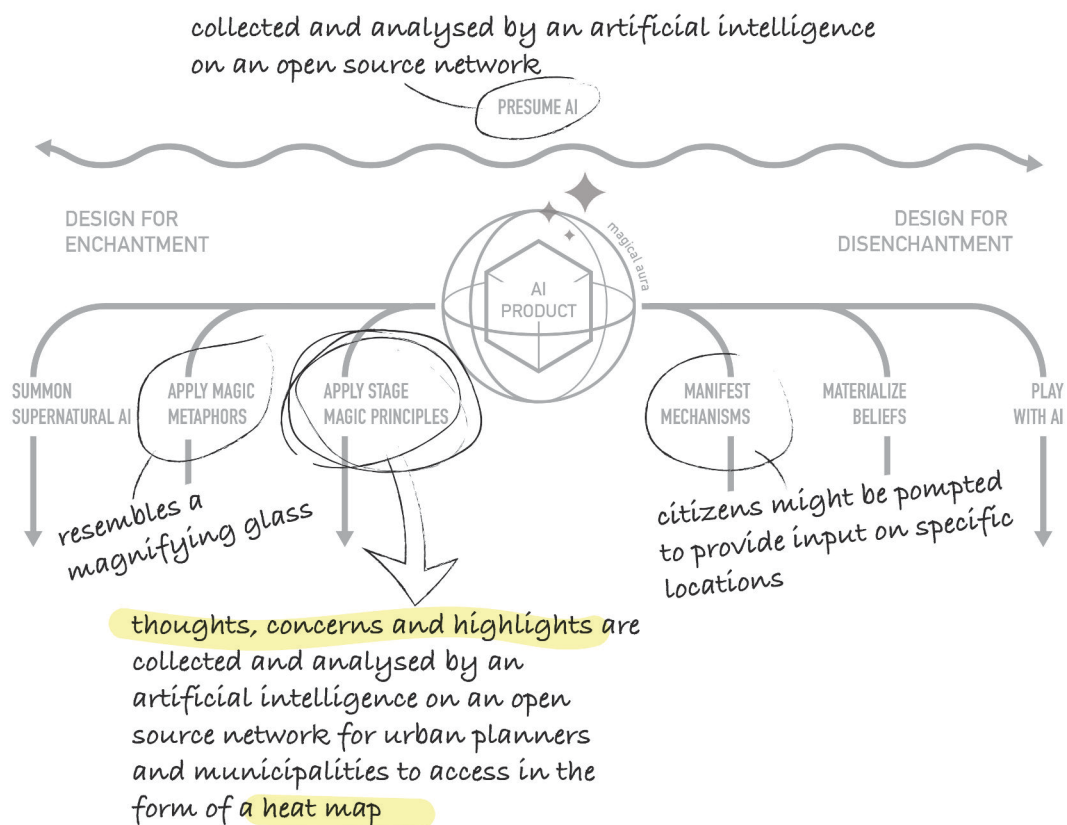 collected and analysed by an artificial intelligence
on an open source network
PRESUME AI
DESIGN FOR
ENCHANTMENT
DESIGN FOR
DISENCHANTMENT
magical aura
AI
PRODUCT
SUMMON
SUPERNATURAL AI
APPLY MAGIC
METAPHORS
APPLY STAGE
MAGIC PRINCIPLES
MANIFEST
MECHANISMS
MATERIALIZE
BELIEFS
PLAY
WITH AI
resembles a
magnifying glass
citizens might be pompted
to provide input on specific
locations
thoughts, concerns and highlights are
collected and analysed by an
artificial intelligence on an open
source network for urban planners
and municipalities to access in the
form of a heat map